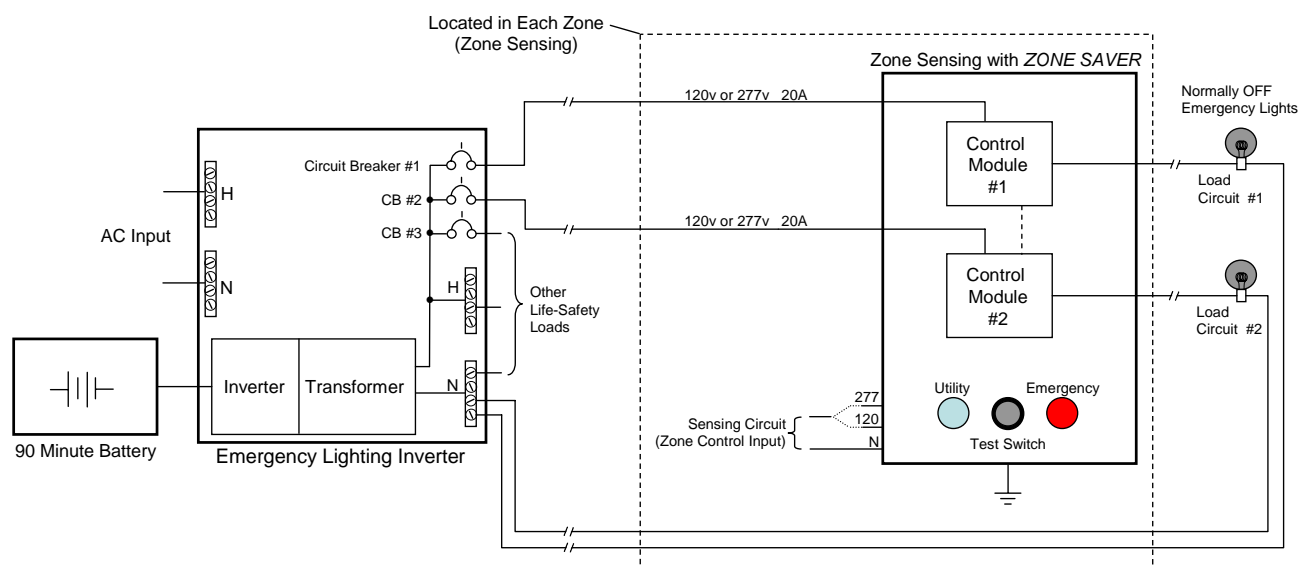 Located in Each Zone
(Zone Sensing)
Zone Sensing with ZONE SAVER
120v or 277v   20A
Normally OFF
Emergency Lights
Control
Module
#1
Circuit Breaker #1
H
Load
Circuit #1
CB #2
120v or 277v   20A
CB #3
AC Input
Control
Module
#2
N
H
Other
Life-Safety
Loads
Load
Circuit #2
Inverter
Transformer
N
Utility
Emergency
277
Sensing Circuit
(Zone Control Input)
120
N
Test Switch
90 Minute Battery
Emergency Lighting Inverter